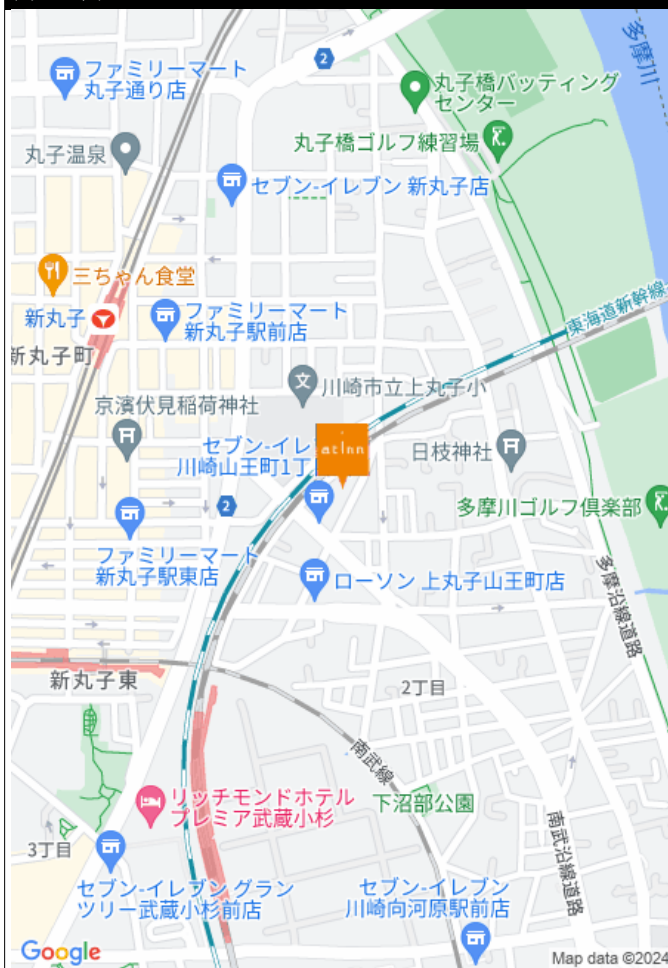 多摩川
2
ファミリーマート
丸子通り店
丸子橋バッティング
センター
丸子橋ゴルフ練習場
丸子温泉
セブン-イレブン 新丸子店
三ちゃん食堂
新丸子
ファミリーマート
新丸子駅前店
新丸子町
東海道新幹線
文
川崎市立上丸子小
京濱伏見稲荷神社
セブン-イレ
川崎山王町1丁
at inn
日枝神社
2
多摩川ゴルフ倶楽部
ファミリーマート
新丸子駅東店
ローソン 上丸子山王町店
多摩沿線道路
新丸子東
2丁目
南武線
リッチモンドホテル
プレミア武蔵小杉
下沼部公園
南武沿線道路
3丁目
セブン-イレブン グラン
ツリー武蔵小杉前店
セブン-イレブン
川崎向河原駅前店
Google
Map data ©2024